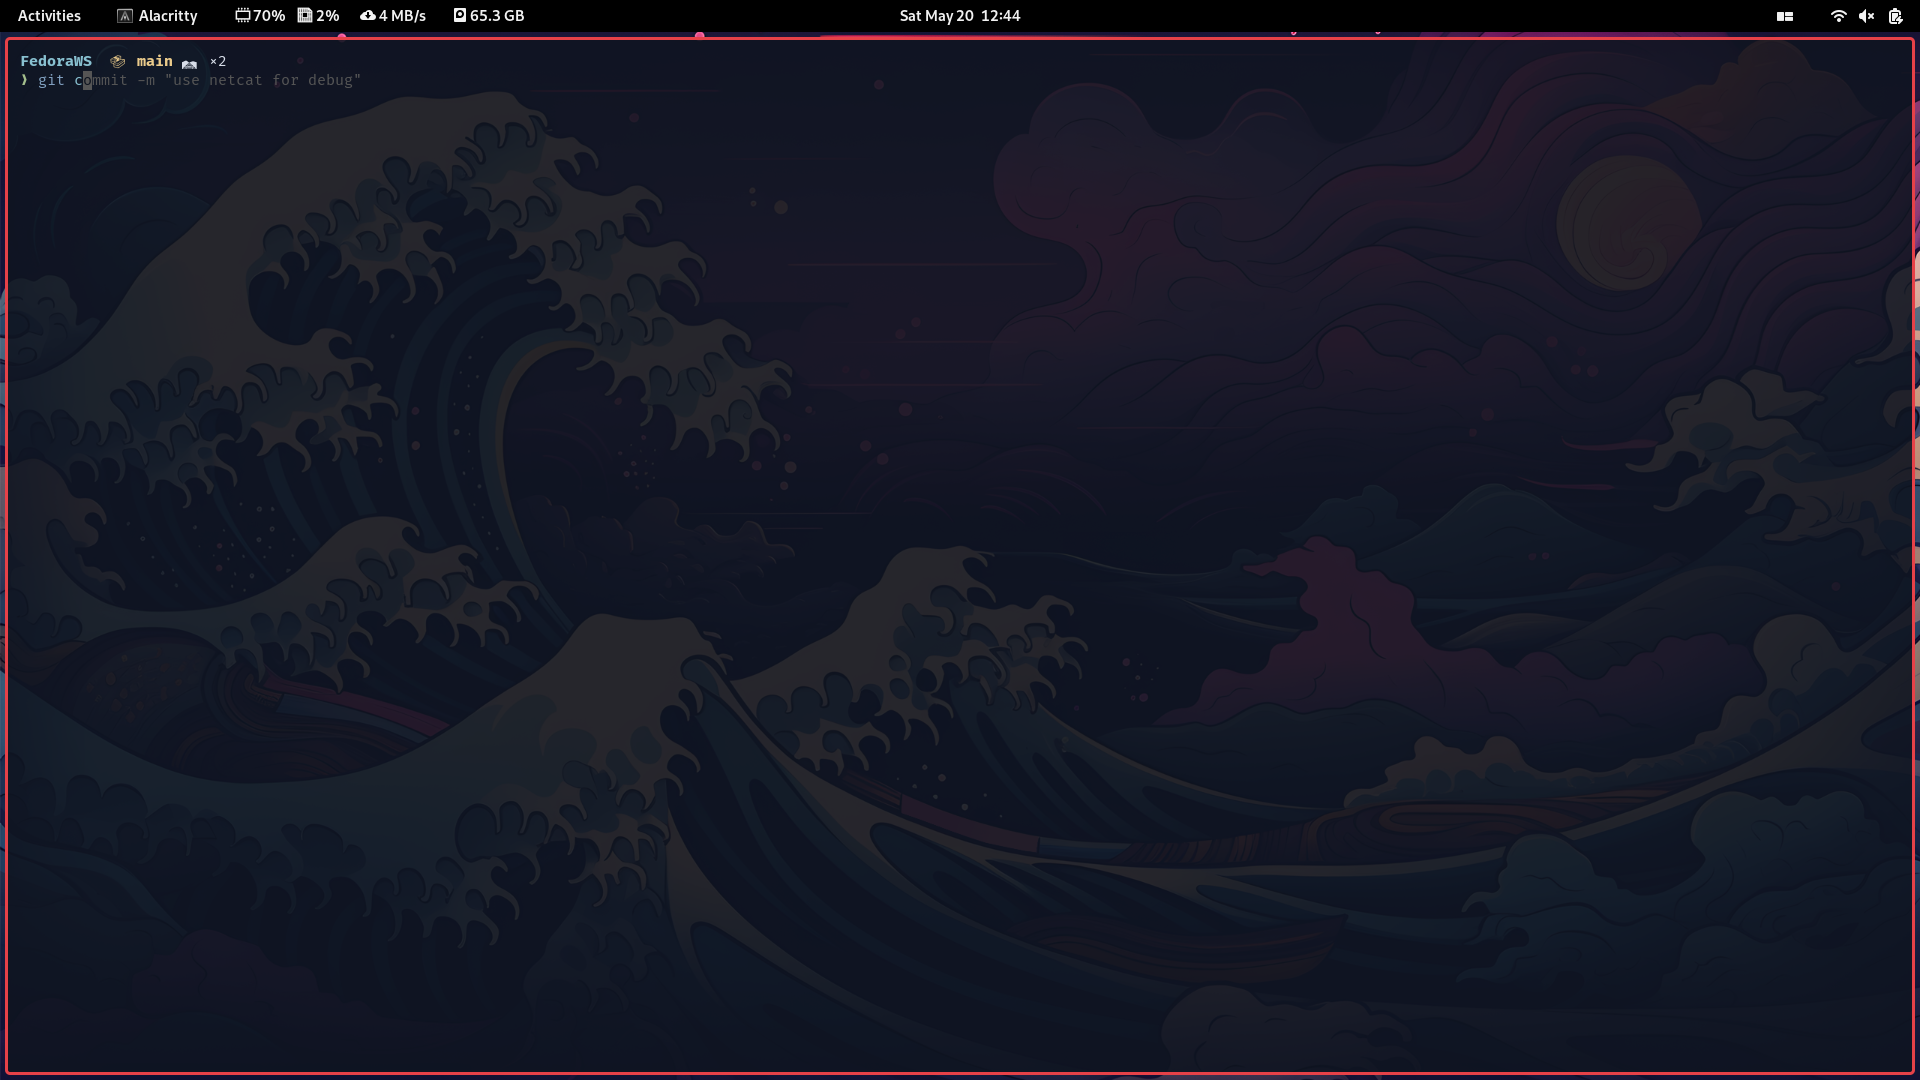 Activities Alacritty 70% 2% 4 MB/s 65.3 GB Sat May 20 12:44
FedoraWS main ×2
❯ git commit -m "use netcat for debug"